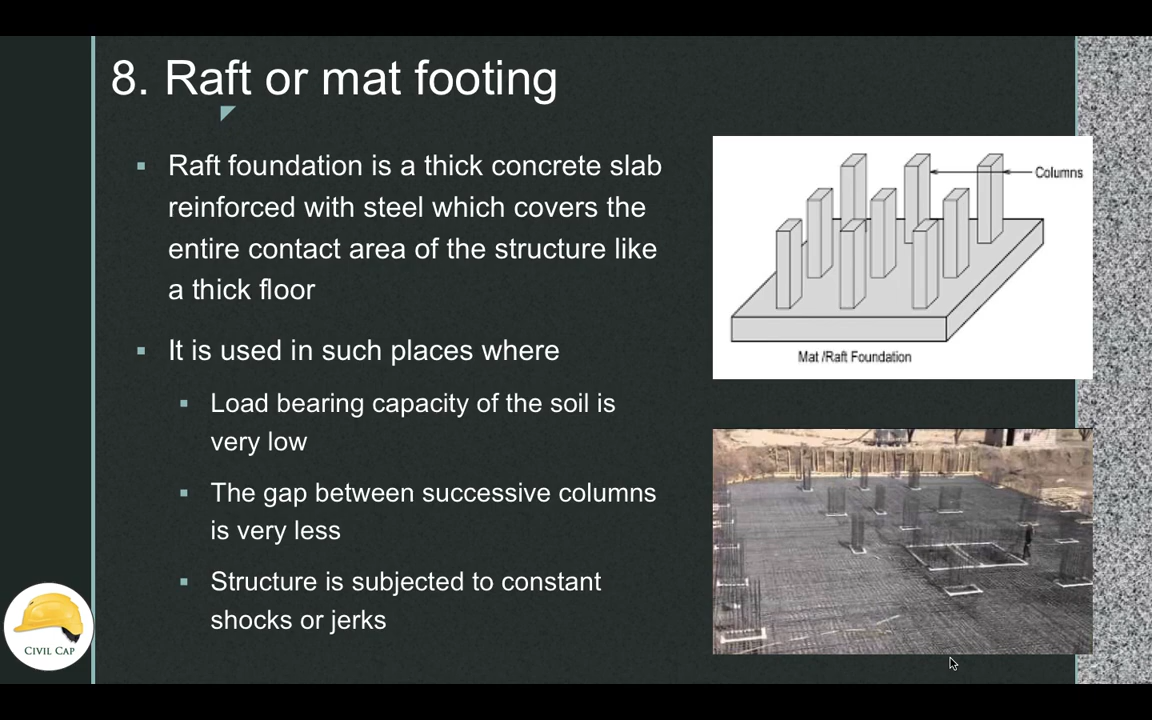 8. Raft or mat footing
Raft foundation is a thick concrete slab
reinforced with steel which covers the
entire contact area of the structure like
a thick floor
It is used in such places where
Load bearing capacity of the soil is
very low
The gap between successive columns
is very less
Structure is subjected to constant
shocks or jerks
Columns
Mat /Raft Foundation
CIVIL CAP